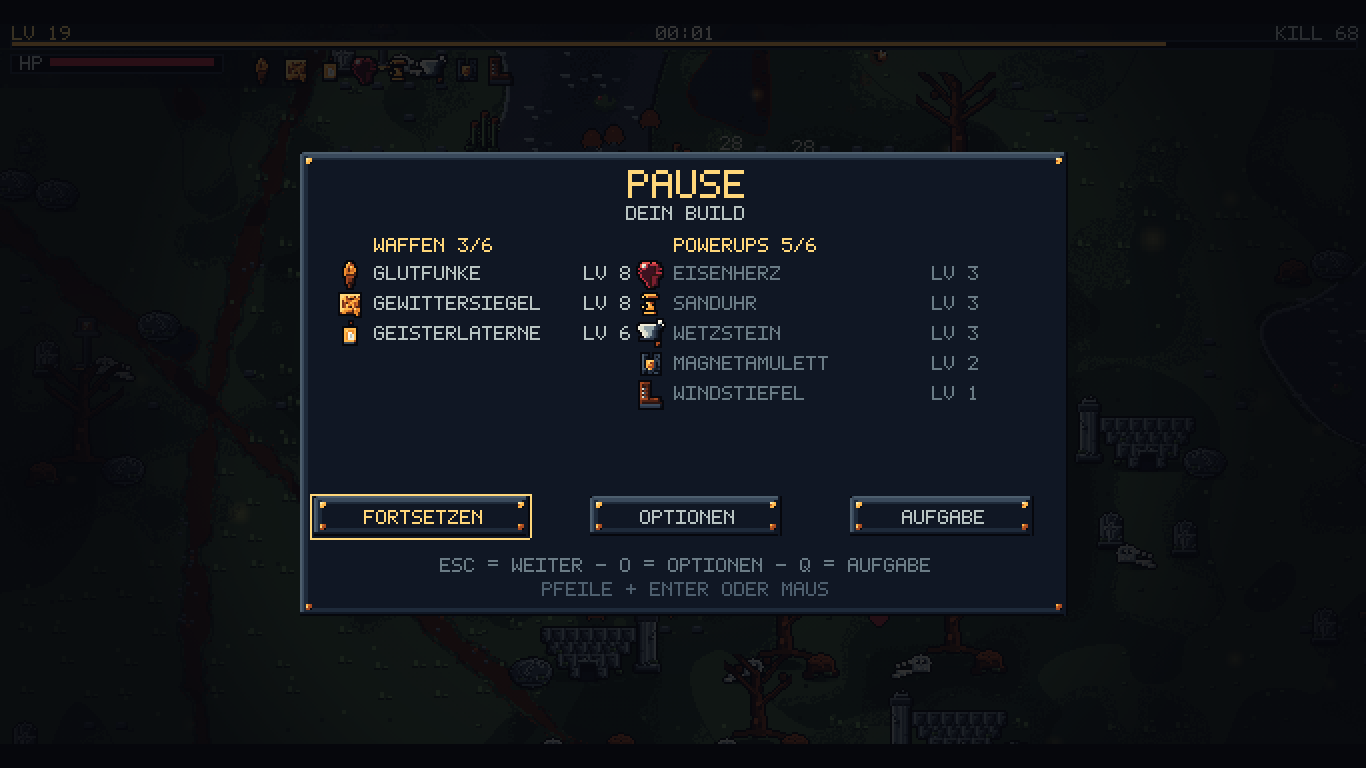 LV 19 00:01 KILL 68
HP
28 28
PAUSE
DEIN BUILD
WAFFEN 3/6 POWERUPS 5/6
GLUTFUNKE LV 8 EISENHERZ LV 3
GEWITTERSIEGEL LV 8 SANDUHR LV 3
GEISTERLATERNE LV 6 WETZSTEIN LV 3
MAGNETAMULETT LV 2
WINDSTIEFEL LV 1
FORTSETZEN OPTIONEN AUFGABE
ESC = WEITER - O = OPTIONEN - Q = AUFGABE
PFEILE + ENTER ODER MAUS